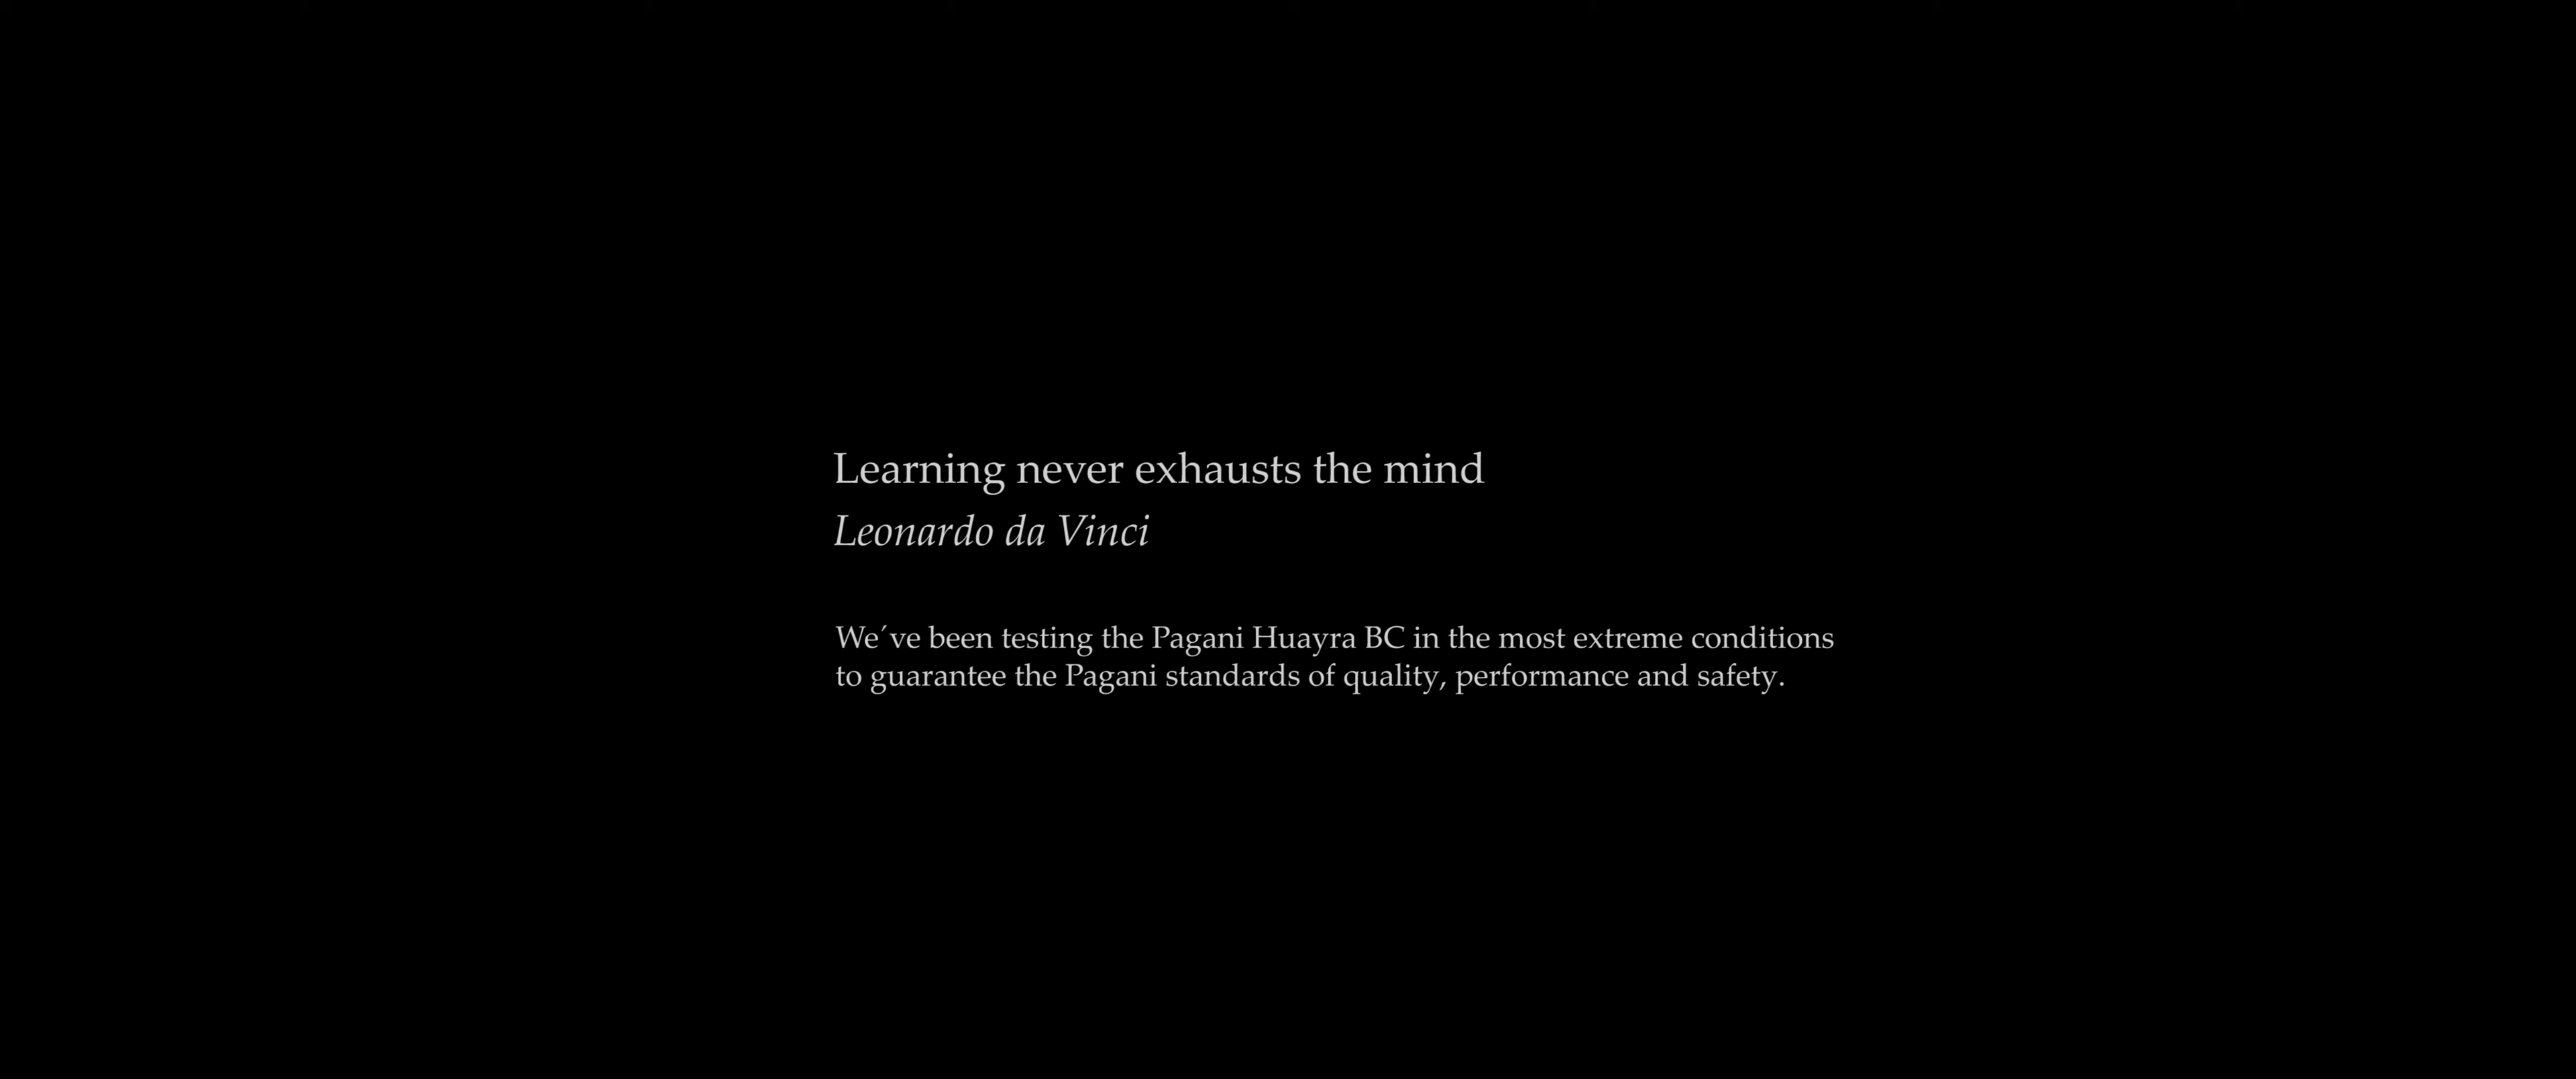 Learning never exhausts the mind
Leonardo da Vinci
We´ve been testing the Pagani Huayra BC in the most extreme conditions
to guarantee the Pagani standards of quality, performance and safety.